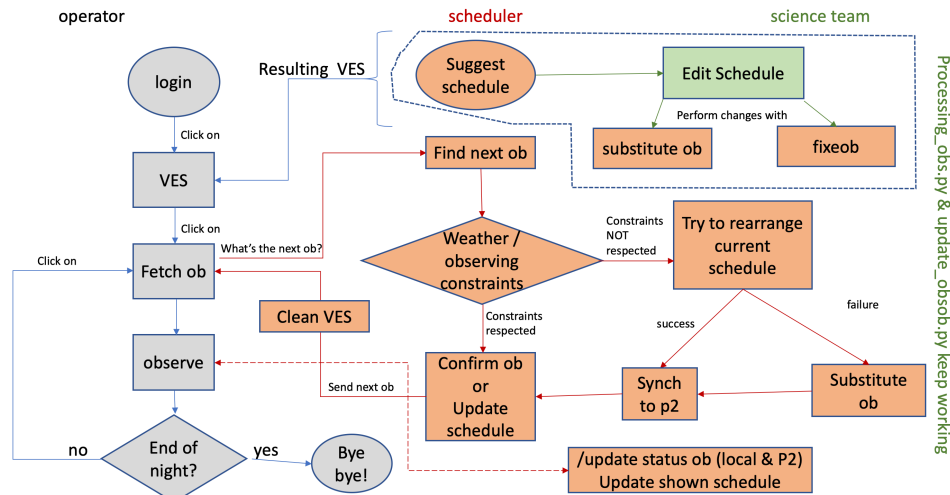 operator
scheduler
science team
login
Resulting VES
Suggest
schedule
Edit Schedule
Click on
Perform changes with
substitute ob
fixeob
VES
Find next ob
Click on
What's the next ob?
Weather /
observing
constraints
Constraints
NOT
respected
Try to rearrange
current
schedule
Click on
Fetch ob
Clean VES
Constraints
respected
success
failure
observe
Send next ob
Confirm ob
or
Update
schedule
Synch
to p2
Substitute
ob
no
End of
night?
yes
Bye
bye!
/update status ob (local & P2)
Update shown schedule
Processing_obs.py & update_obsob.py keep working